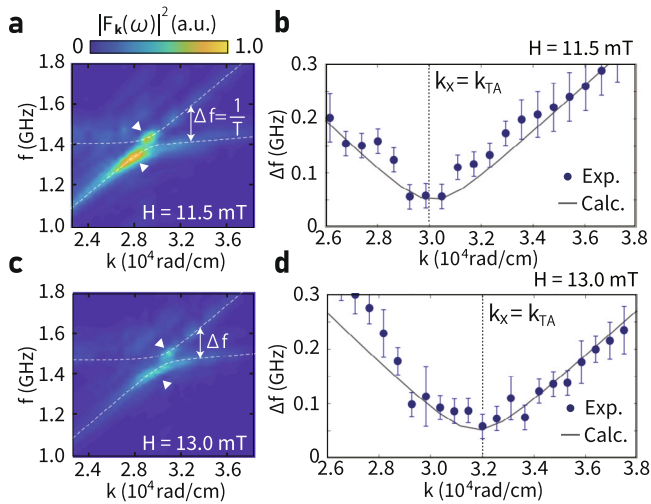 a
|F𝐤(ω)|² (a.u.)
0 1.0
1.8
1.6
1.4
1.2
1.0
f (GHz)
Δf = 1/T
H = 11.5 mT
2.6 2.8 3.2 3.6
k (10⁴rad/cm)
b
H = 11.5 mT
kX = kTA
0.3
0.2
0.1
0
Δf (GHz)
Exp.
Calc.
2.6 2.8 3.0 3.2 3.4 3.6 3.8
k (10⁴rad/cm)
c
1.8
1.6
1.4
1.2
1.0
f (GHz)
Δf
H = 13.0 mT
2.4 2.8 3.2 3.6
k (10⁴rad/cm)
d
H = 13.0 mT
kX = kTA
0.3
0.2
0.1
0
Δf (GHz)
Exp.
Calc.
2.6 2.8 3.0 3.2 3.4 3.6 3.8
k (10⁴rad/cm)